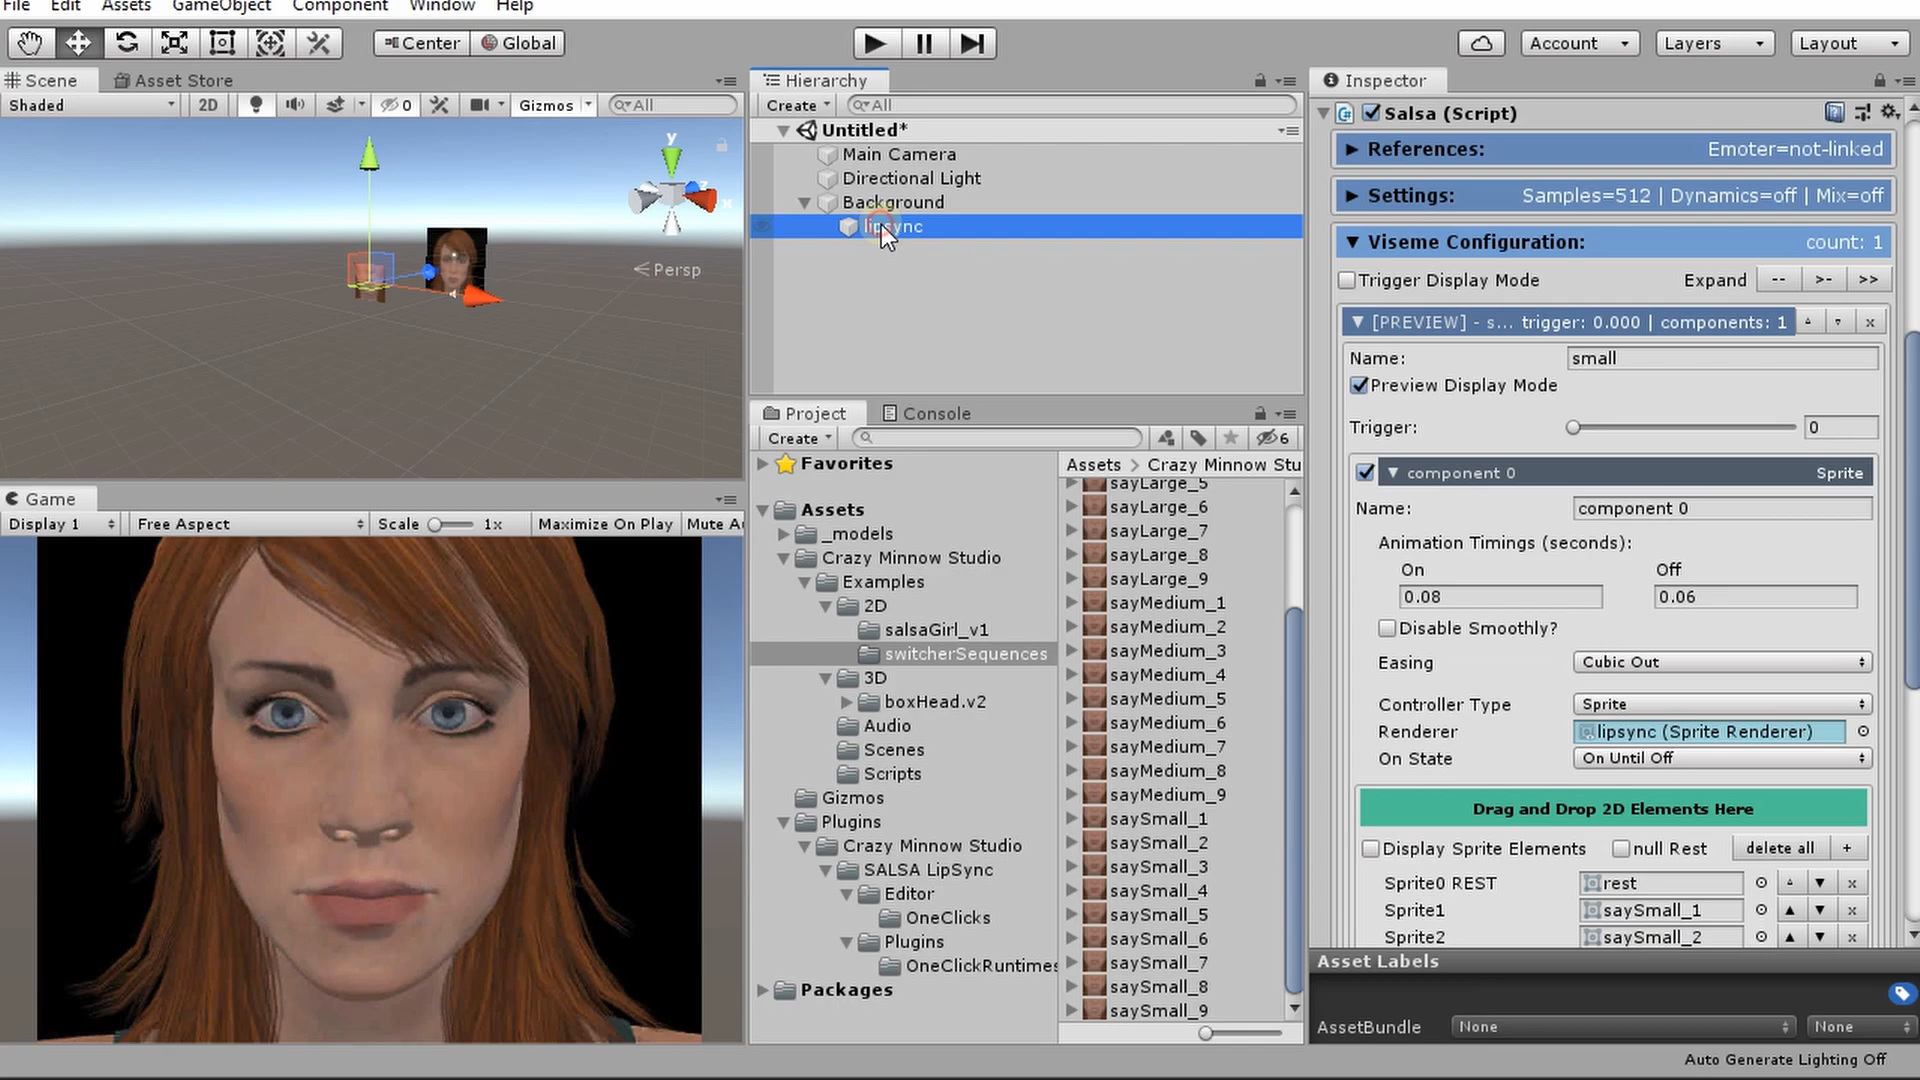 File Edit Assets GameObject Component Window Help
Center Global Account Layers Layout
Scene Asset Store
Shaded 2D 0 Gizmos All
y
x
z
Persp
Game
Display 1 Free Aspect Scale 1x Maximize On Play Mute Au
Hierarchy
Create All
Untitled*
Main Camera
Directional Light
Background
lipsync
Project Console
Create 6
Favorites
Assets
_models
Crazy Minnow Studio
Examples
2D
salsaGirl_v1
switcherSequences
3D
boxHead.v2
Audio
Scenes
Scripts
Gizmos
Plugins
Crazy Minnow Studio
SALSA LipSync
Editor
OneClicks
Plugins
OneClickRuntimes
Packages
Assets > Crazy Minnow Stu
sayLarge_5
sayLarge_6
sayLarge_7
sayLarge_8
sayLarge_9
sayMedium_1
sayMedium_2
sayMedium_3
sayMedium_4
sayMedium_5
sayMedium_6
sayMedium_7
sayMedium_8
sayMedium_9
saySmall_1
saySmall_2
saySmall_3
saySmall_4
saySmall_5
saySmall_6
saySmall_7
saySmall_8
saySmall_9
Inspector
Salsa (Script)
References: Emoter=not-linked
Settings: Samples=512 | Dynamics=off | Mix=off
Viseme Configuration: count: 1
Trigger Display Mode Expand -- >- >>
[PREVIEW] - s... trigger: 0.000 | components: 1 x
Name: small
Preview Display Mode
Trigger: 0
component 0 Sprite
Name: component 0
Animation Timings (seconds):
On Off
0.08 0.06
Disable Smoothly?
Easing Cubic Out
Controller Type Sprite
Renderer lipsync (Sprite Renderer)
On State On Until Off
Drag and Drop 2D Elements Here
Display Sprite Elements null Rest delete all +
Sprite0 REST rest x
Sprite1 saySmall_1 x
Sprite2 saySmall_2 x
Asset Labels
AssetBundle None None
Auto Generate Lighting Off